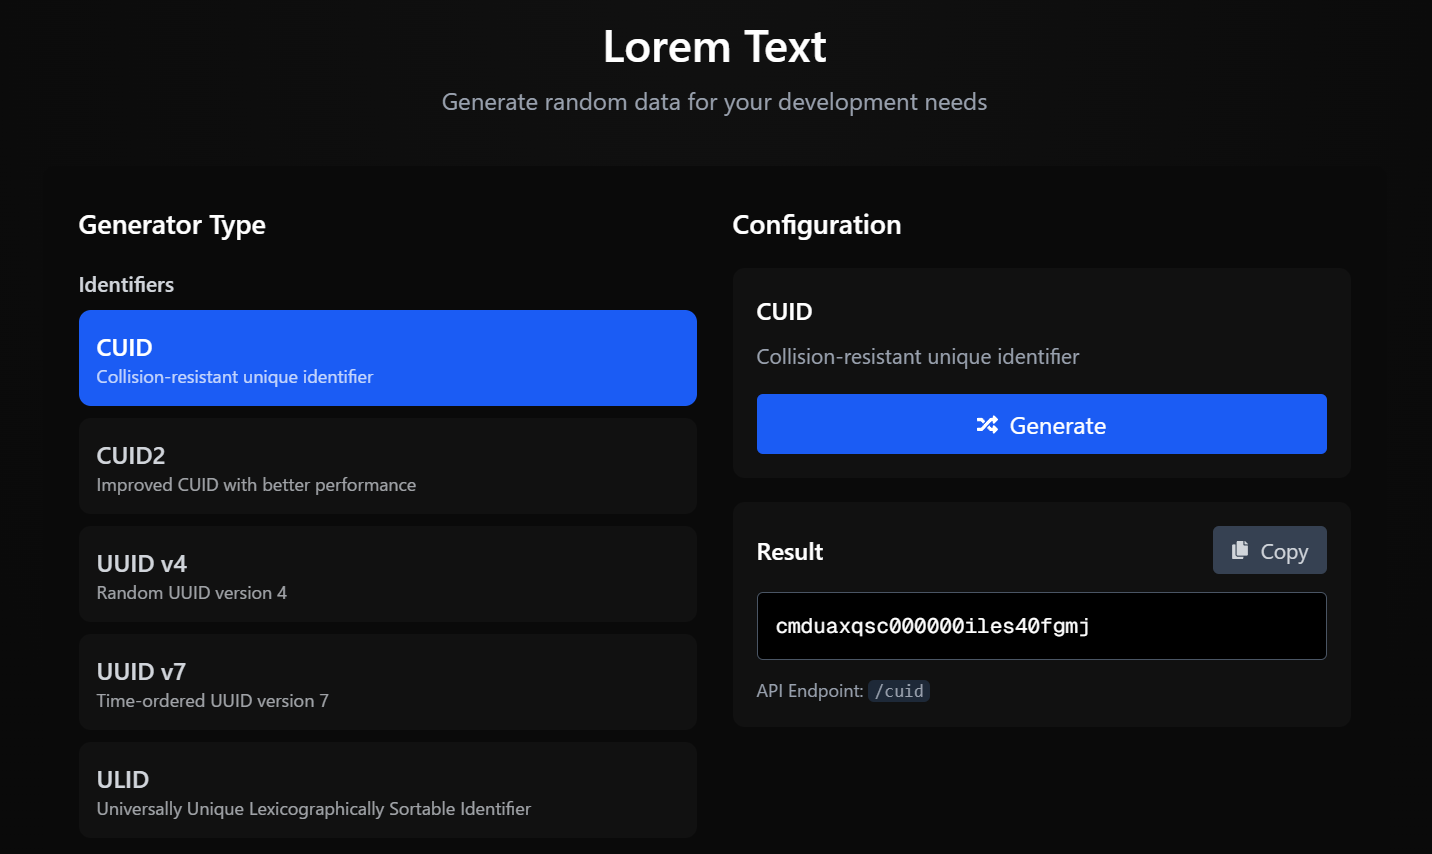 Lorem Text
Generate random data for your development needs
Generator Type
Identifiers
CUID
Collision-resistant unique identifier
CUID2
Improved CUID with better performance
UUID v4
Random UUID version 4
UUID v7
Time-ordered UUID version 7
ULID
Universally Unique Lexicographically Sortable Identifier
Configuration
CUID
Collision-resistant unique identifier
Generate
Result
Copy
cmduaxqsc000000iles40fgmj
API Endpoint: /cuid